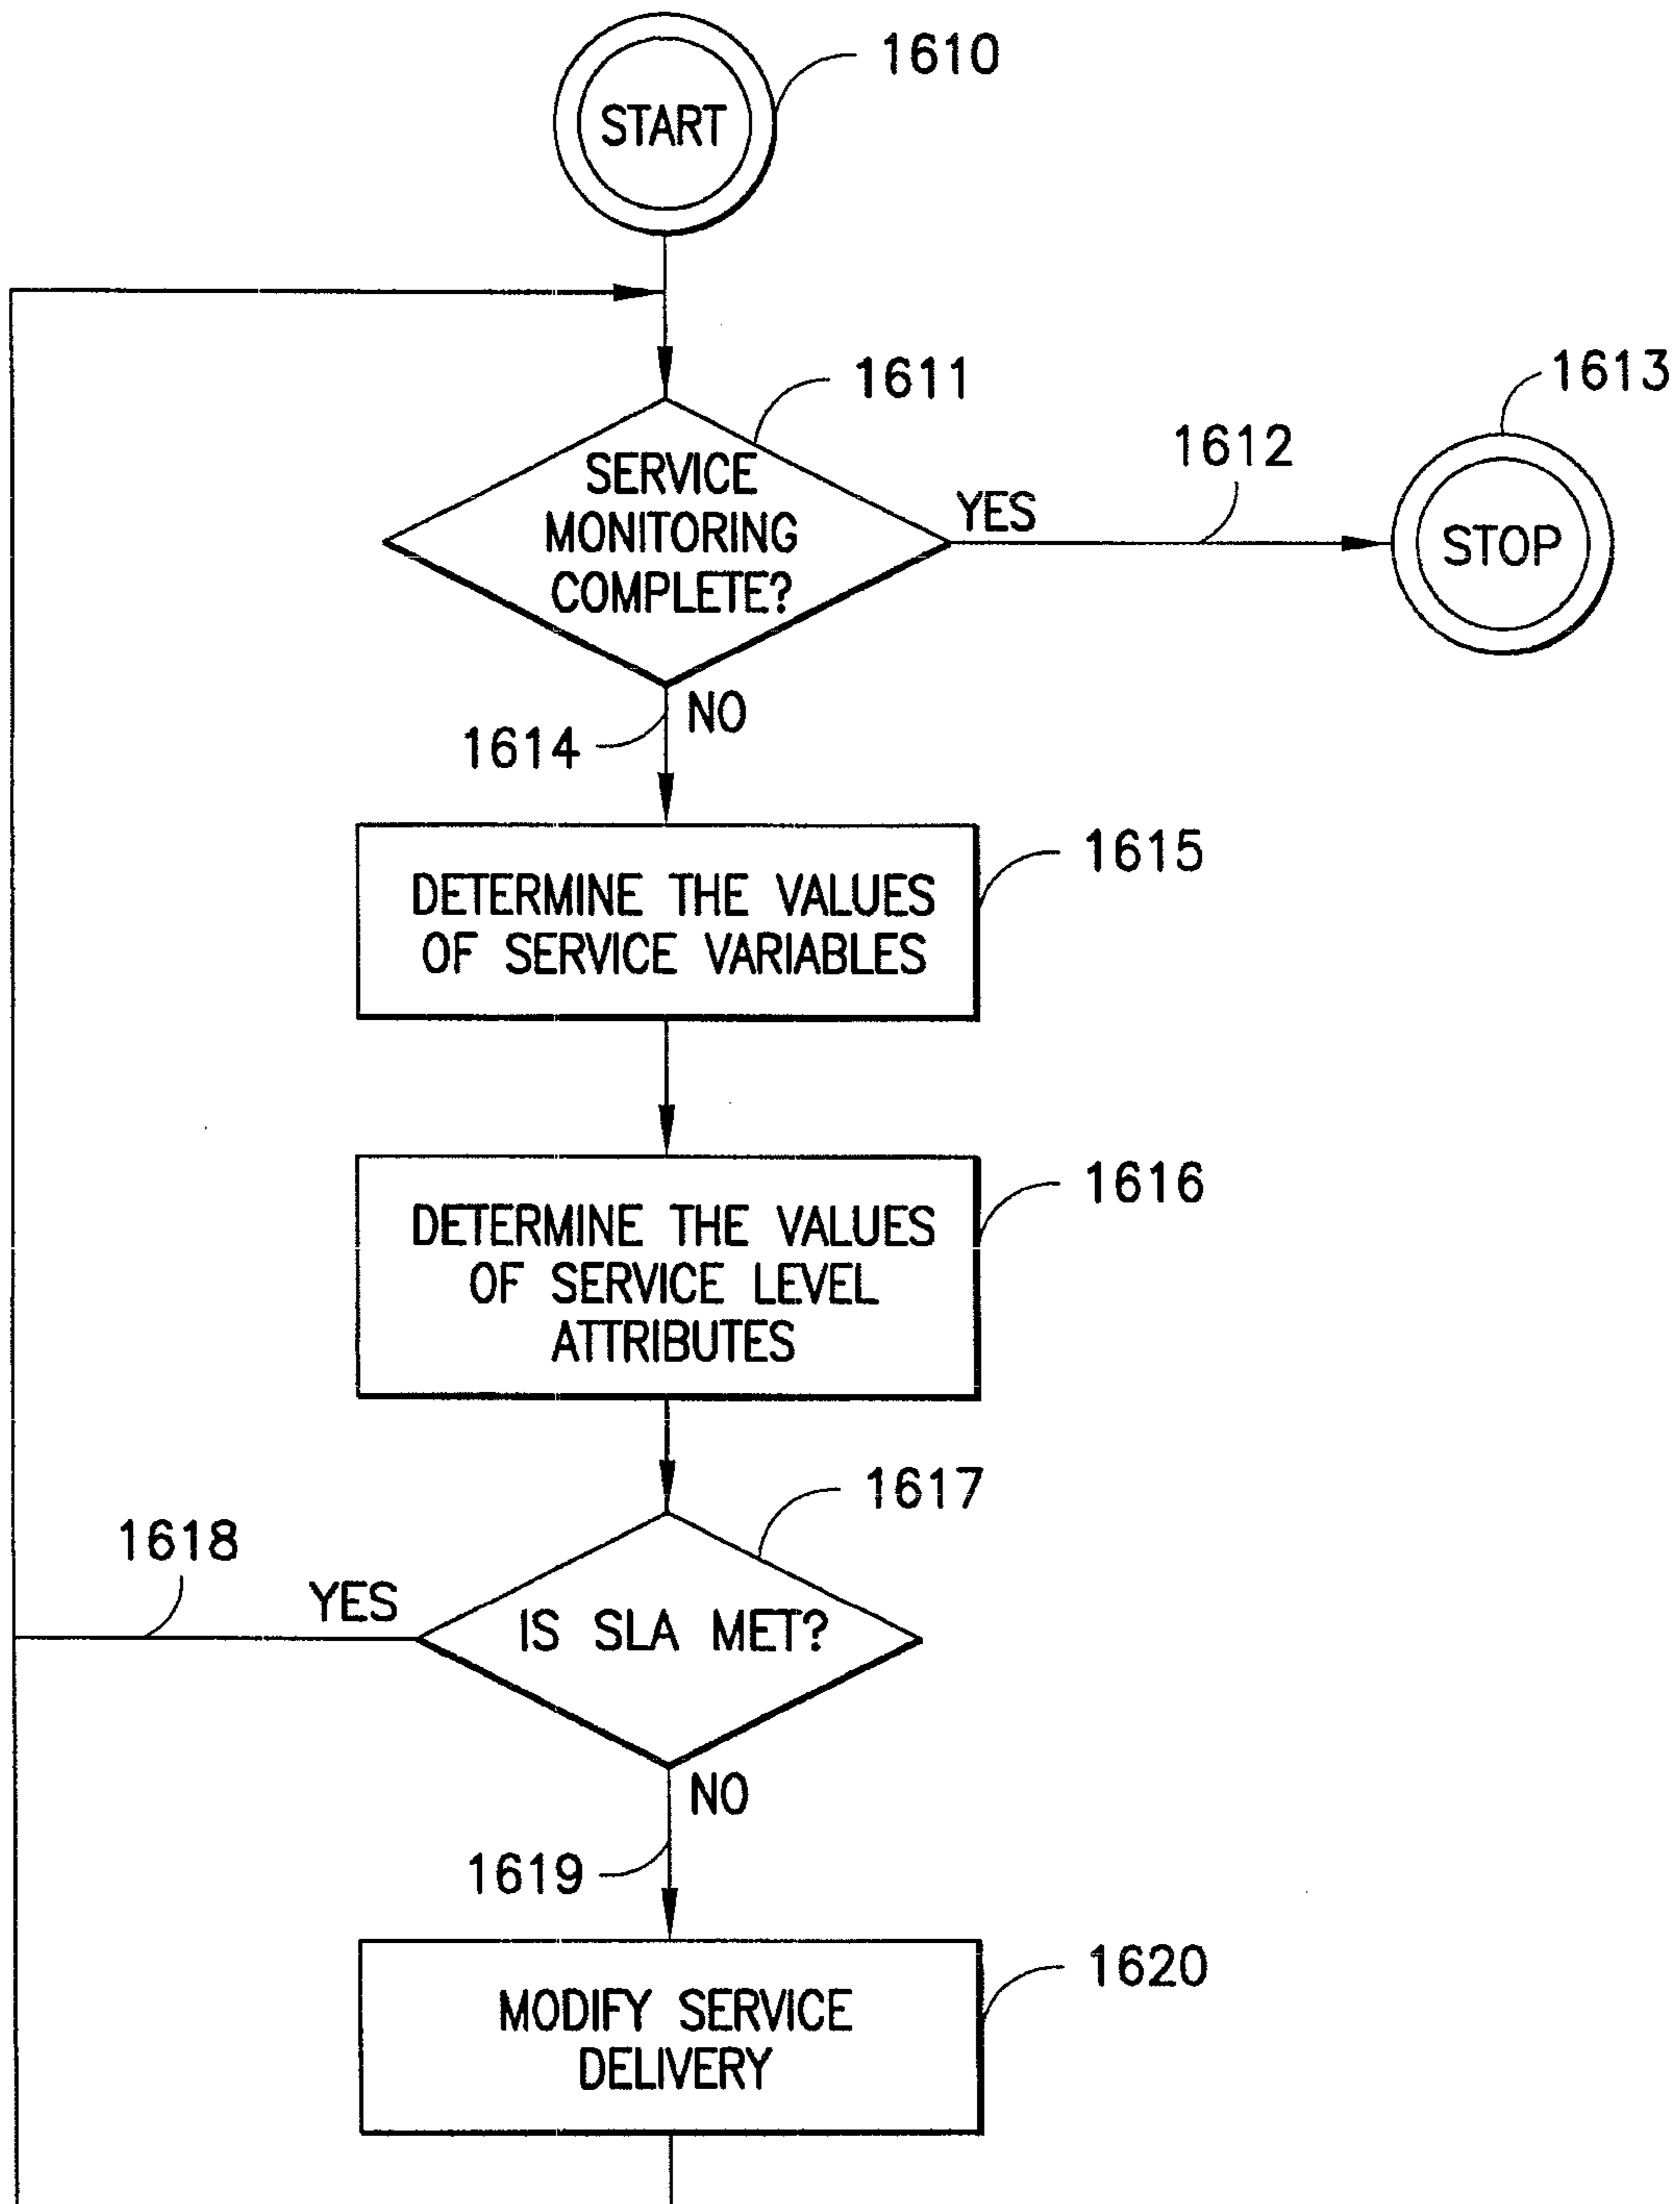 1610
START
1611
1613
SERVICE
MONITORING
COMPLETE?
YES
1612
STOP
NO
1614
1615
DETERMINE THE VALUES
OF SERVICE VARIABLES
1616
DETERMINE THE VALUES
OF SERVICE LEVEL
ATTRIBUTES
1617
1618
YES
IS SLA MET?
NO
1619
1620
MODIFY SERVICE
DELIVERY